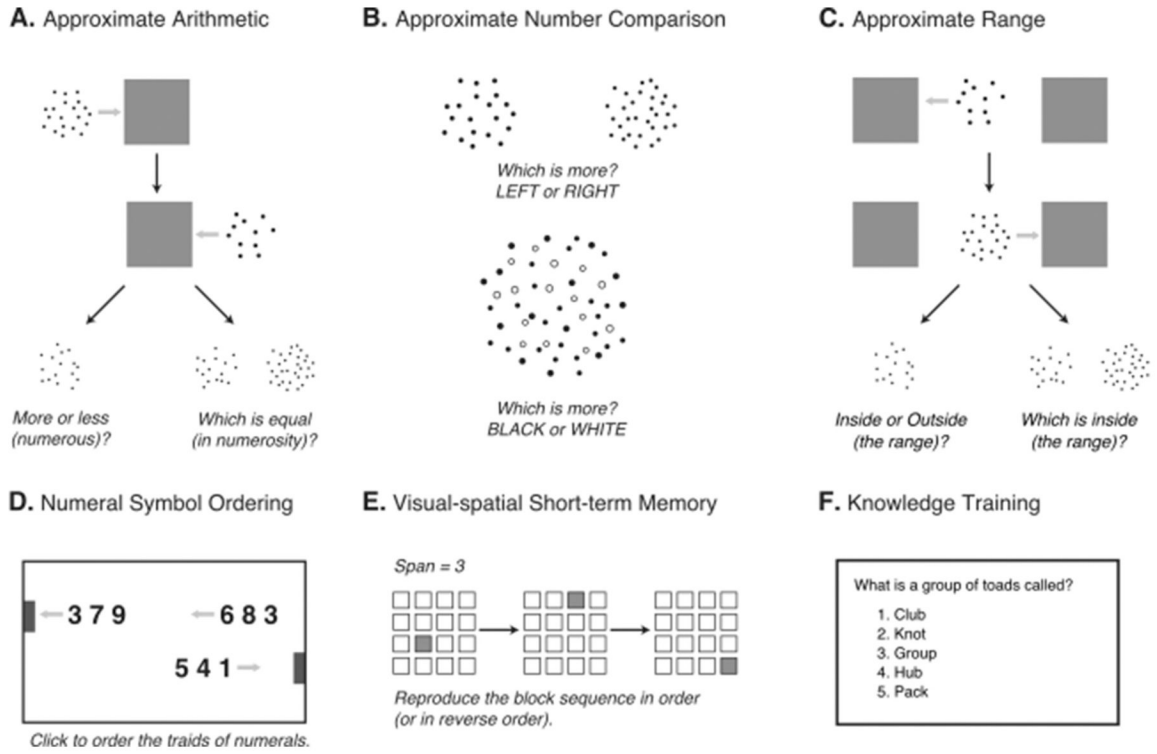 A. Approximate Arithmetic
More or less
(numerous)?
Which is equal
(in numerosity)?
B. Approximate Number Comparison
Which is more?
LEFT or RIGHT
Which is more?
BLACK or WHITE
C. Approximate Range
Inside or Outside
(the range)?
Which is inside
(the range)?
D. Numeral Symbol Ordering
3 7 9
6 8 3
5 4 1
Click to order the traids of numerals.
E. Visual-spatial Short-term Memory
Span = 3
Reproduce the block sequence in order
(or in reverse order).
F. Knowledge Training
What is a group of toads called?
1. Club
2. Knot
3. Group
4. Hub
5. Pack